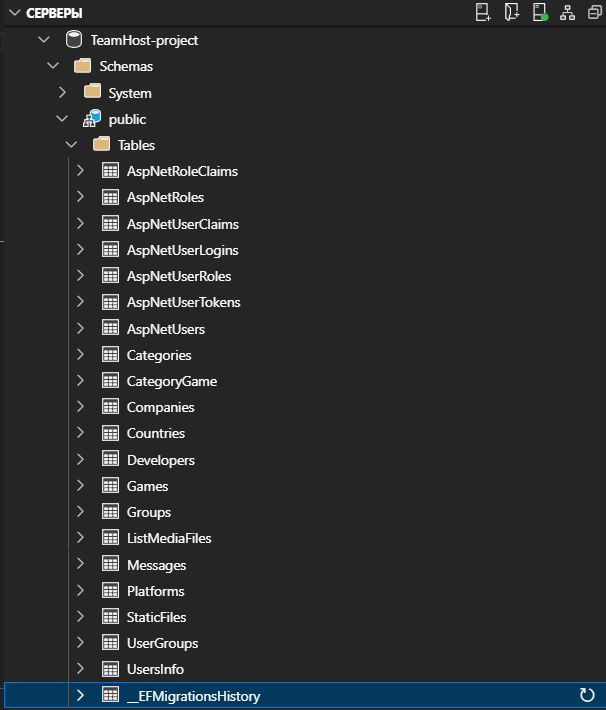 СЕРВЕРЫ
TeamHost-project
Schemas
System
public
Tables
AspNetRoleClaims
AspNetRoles
AspNetUserClaims
AspNetUserLogins
AspNetUserRoles
AspNetUserTokens
AspNetUsers
Categories
CategoryGame
Companies
Countries
Developers
Games
Groups
ListMediaFiles
Messages
Platforms
StaticFiles
UserGroups
UsersInfo
__EFMigrationsHistory